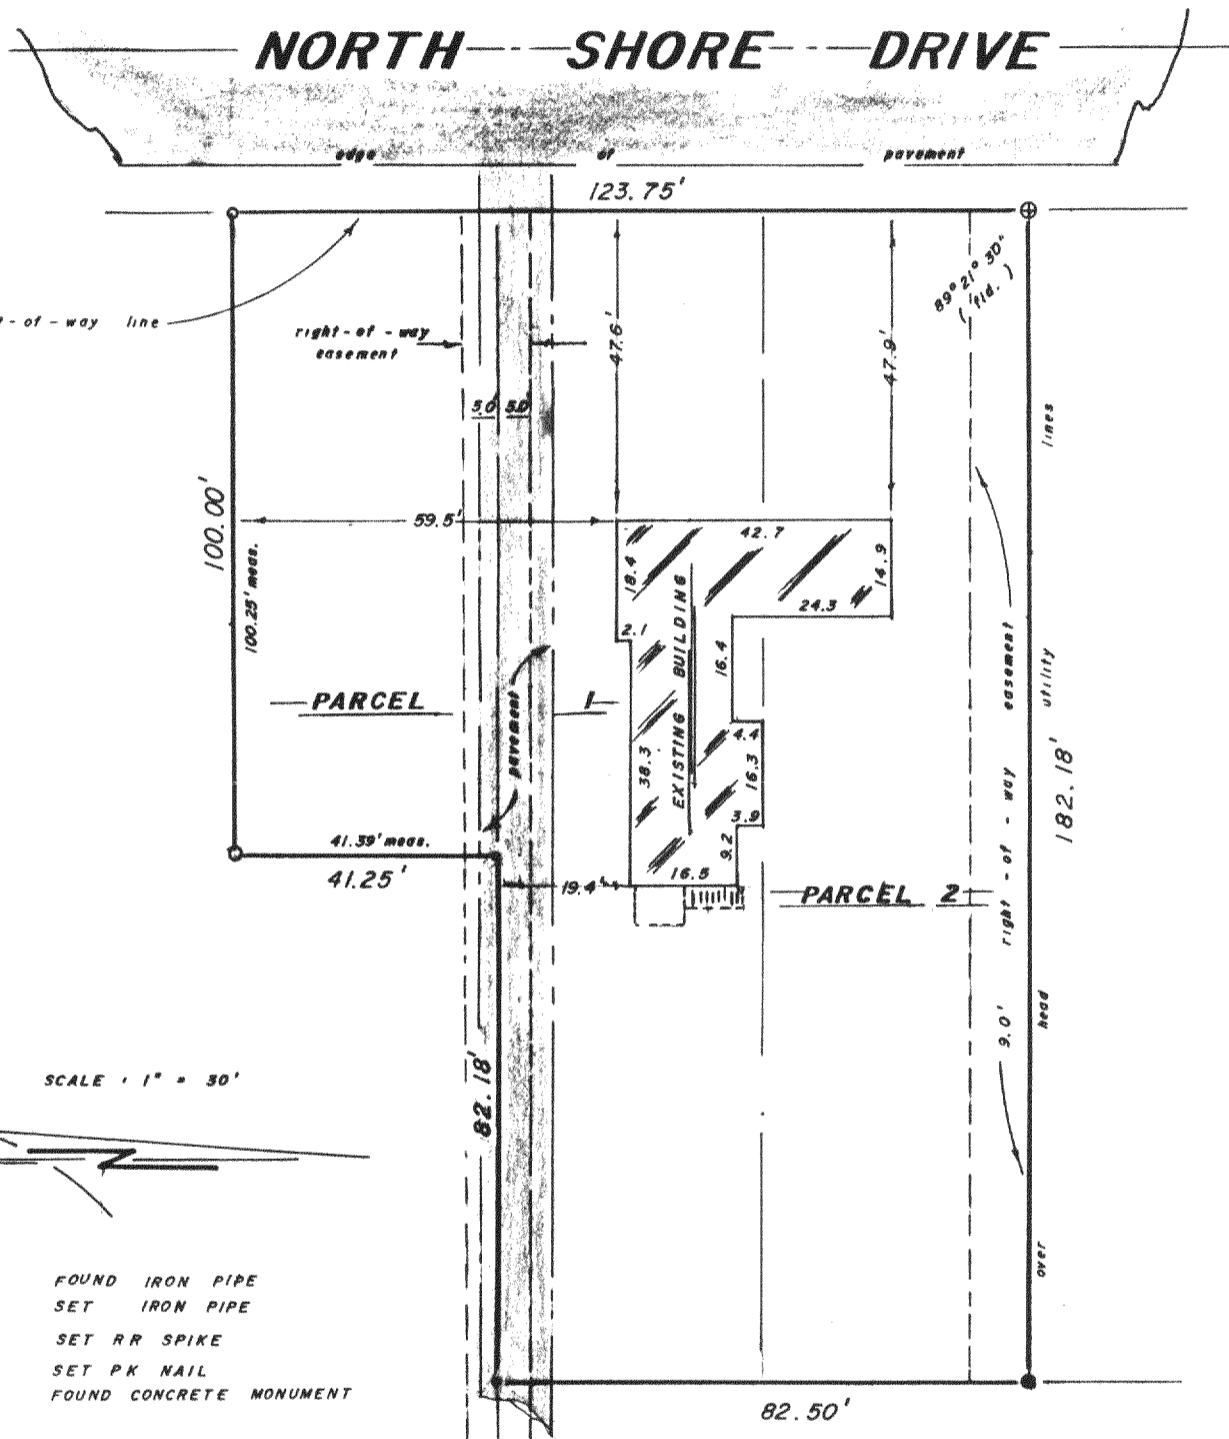 NORTH SHORE DRIVE
edge of pavement
123.75'
89° 21' 30"
( fld. )
t-of-way line
right-of-way
easement
47.6'
47.9'
lines
5.0' 5.0'
100.00'
100.25' meas.
59.5'
42.7
18.4
14.9
24.3
2.1
16.4
EXISTING BUILDING
easement
utility
PARCEL 1
pavement
38.3
4.4
16.3
3.9
9.2
16.5
182.18'
right-of-way
41.39' meas.
41.25'
19.4'
PARCEL 2
9.0'
head
82.18'
SCALE : 1" = 30'
over
FOUND IRON PIPE
SET IRON PIPE
SET RR SPIKE
SET PK NAIL
FOUND CONCRETE MONUMENT
82.50'